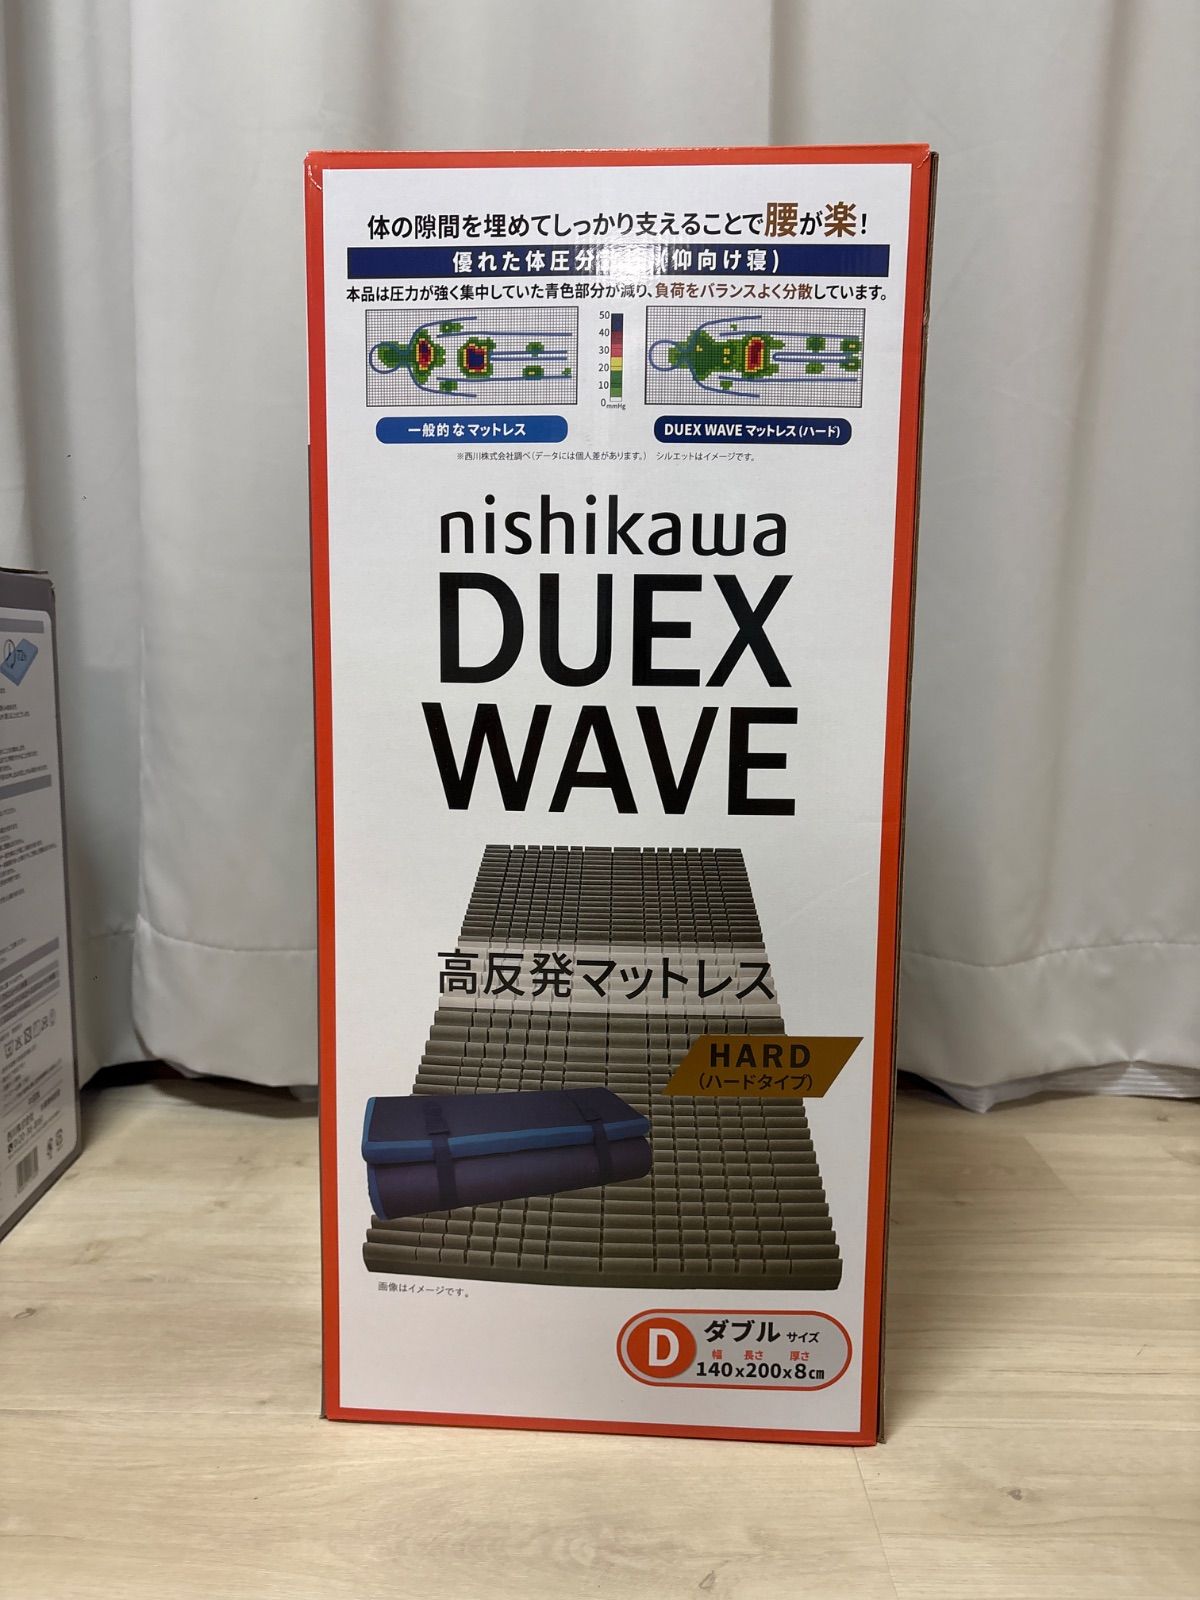 体の隙間を埋めてしっかり支えることで腰が楽!
優れた体圧分 (仰向け寝)
本品は圧力が強く集中していた青色部分が減り、負荷をバランスよく分散しています。
50
40
30
20
10
0 mmHg
一般的なマットレス
DUEX WAVE マットレス(ハード)
※西川株式会社調べ(データには個人差があります。) シルエットはイメージです。
nishikawa
DUEX
WAVE
高反発マットレス
HARD
(ハードタイプ)
画像はイメージです。
D
ダブル サイズ
幅 長さ 厚さ
140x200x8cm